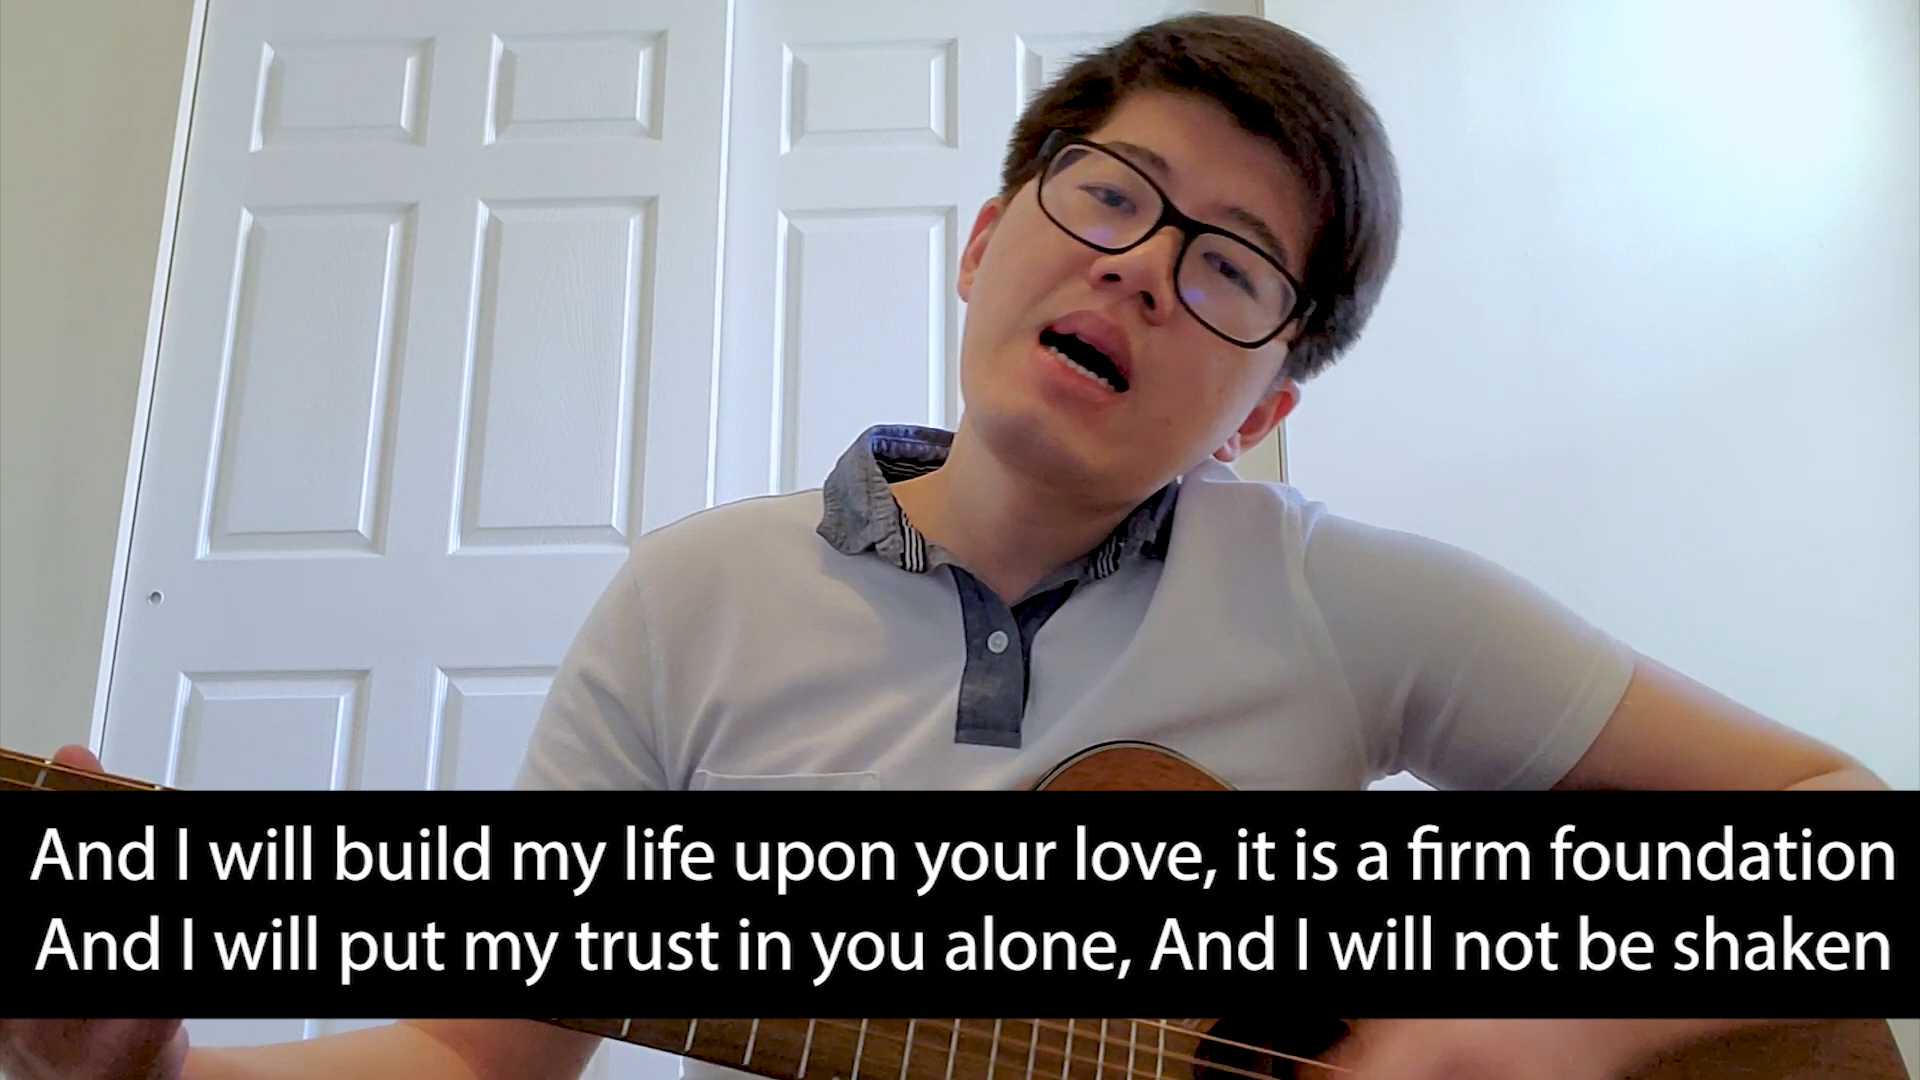 And I will build my life upon your love, it is a firm foundation
And I will put my trust in you alone, And I will not be shaken